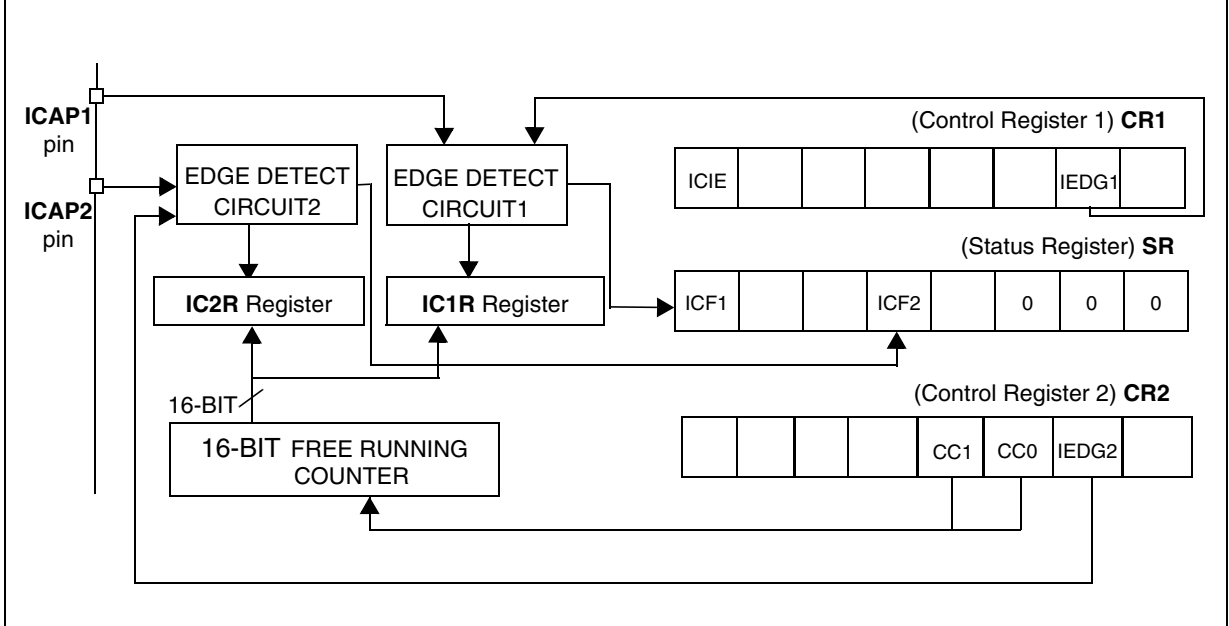 ICAP1
pin
ICAP2
pin
EDGE DETECT
CIRCUIT2
EDGE DETECT
CIRCUIT1
IC2R Register
IC1R Register
16-BIT
16-BIT FREE RUNNING
COUNTER
(Control Register 1) CR1
ICIE IEDG1
(Status Register) SR
ICF1 ICF2 0 0 0
(Control Register 2) CR2
CC1 CC0 IEDG2